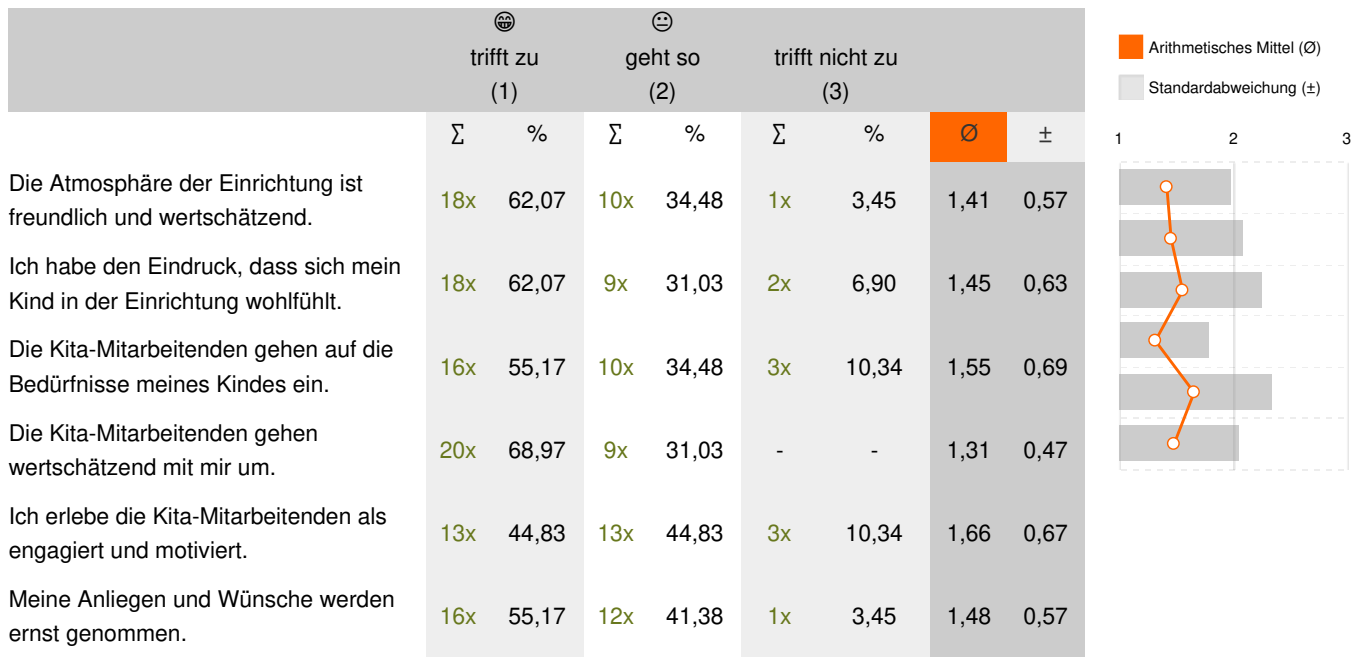 😁 😐
trifft zu geht so trifft nicht zu
(1) (2) (3)
Σ % Σ % Σ % Ø ±
Die Atmosphäre der Einrichtung ist
freundlich und wertschätzend.
18x 62,07 10x 34,48 1x 3,45 1,41 0,57
Ich habe den Eindruck, dass sich mein
Kind in der Einrichtung wohlfühlt.
18x 62,07 9x 31,03 2x 6,90 1,45 0,63
Die Kita-Mitarbeitenden gehen auf die
Bedürfnisse meines Kindes ein.
16x 55,17 10x 34,48 3x 10,34 1,55 0,69
Die Kita-Mitarbeitenden gehen
wertschätzend mit mir um.
20x 68,97 9x 31,03 - - 1,31 0,47
Ich erlebe die Kita-Mitarbeitenden als
engagiert und motiviert.
13x 44,83 13x 44,83 3x 10,34 1,66 0,67
Meine Anliegen und Wünsche werden
ernst genommen.
16x 55,17 12x 41,38 1x 3,45 1,48 0,57
Arithmetisches Mittel (Ø)
Standardabweichung (±)
1 2 3